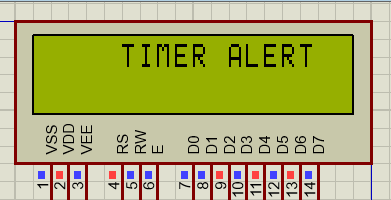 TIMER ALERT
VSS VDD VEE RS RW E D0 D1 D2 D3 D4 D5 D6 D7
1 2 3 4 5 6 7 8 9 10 11 12 13 14